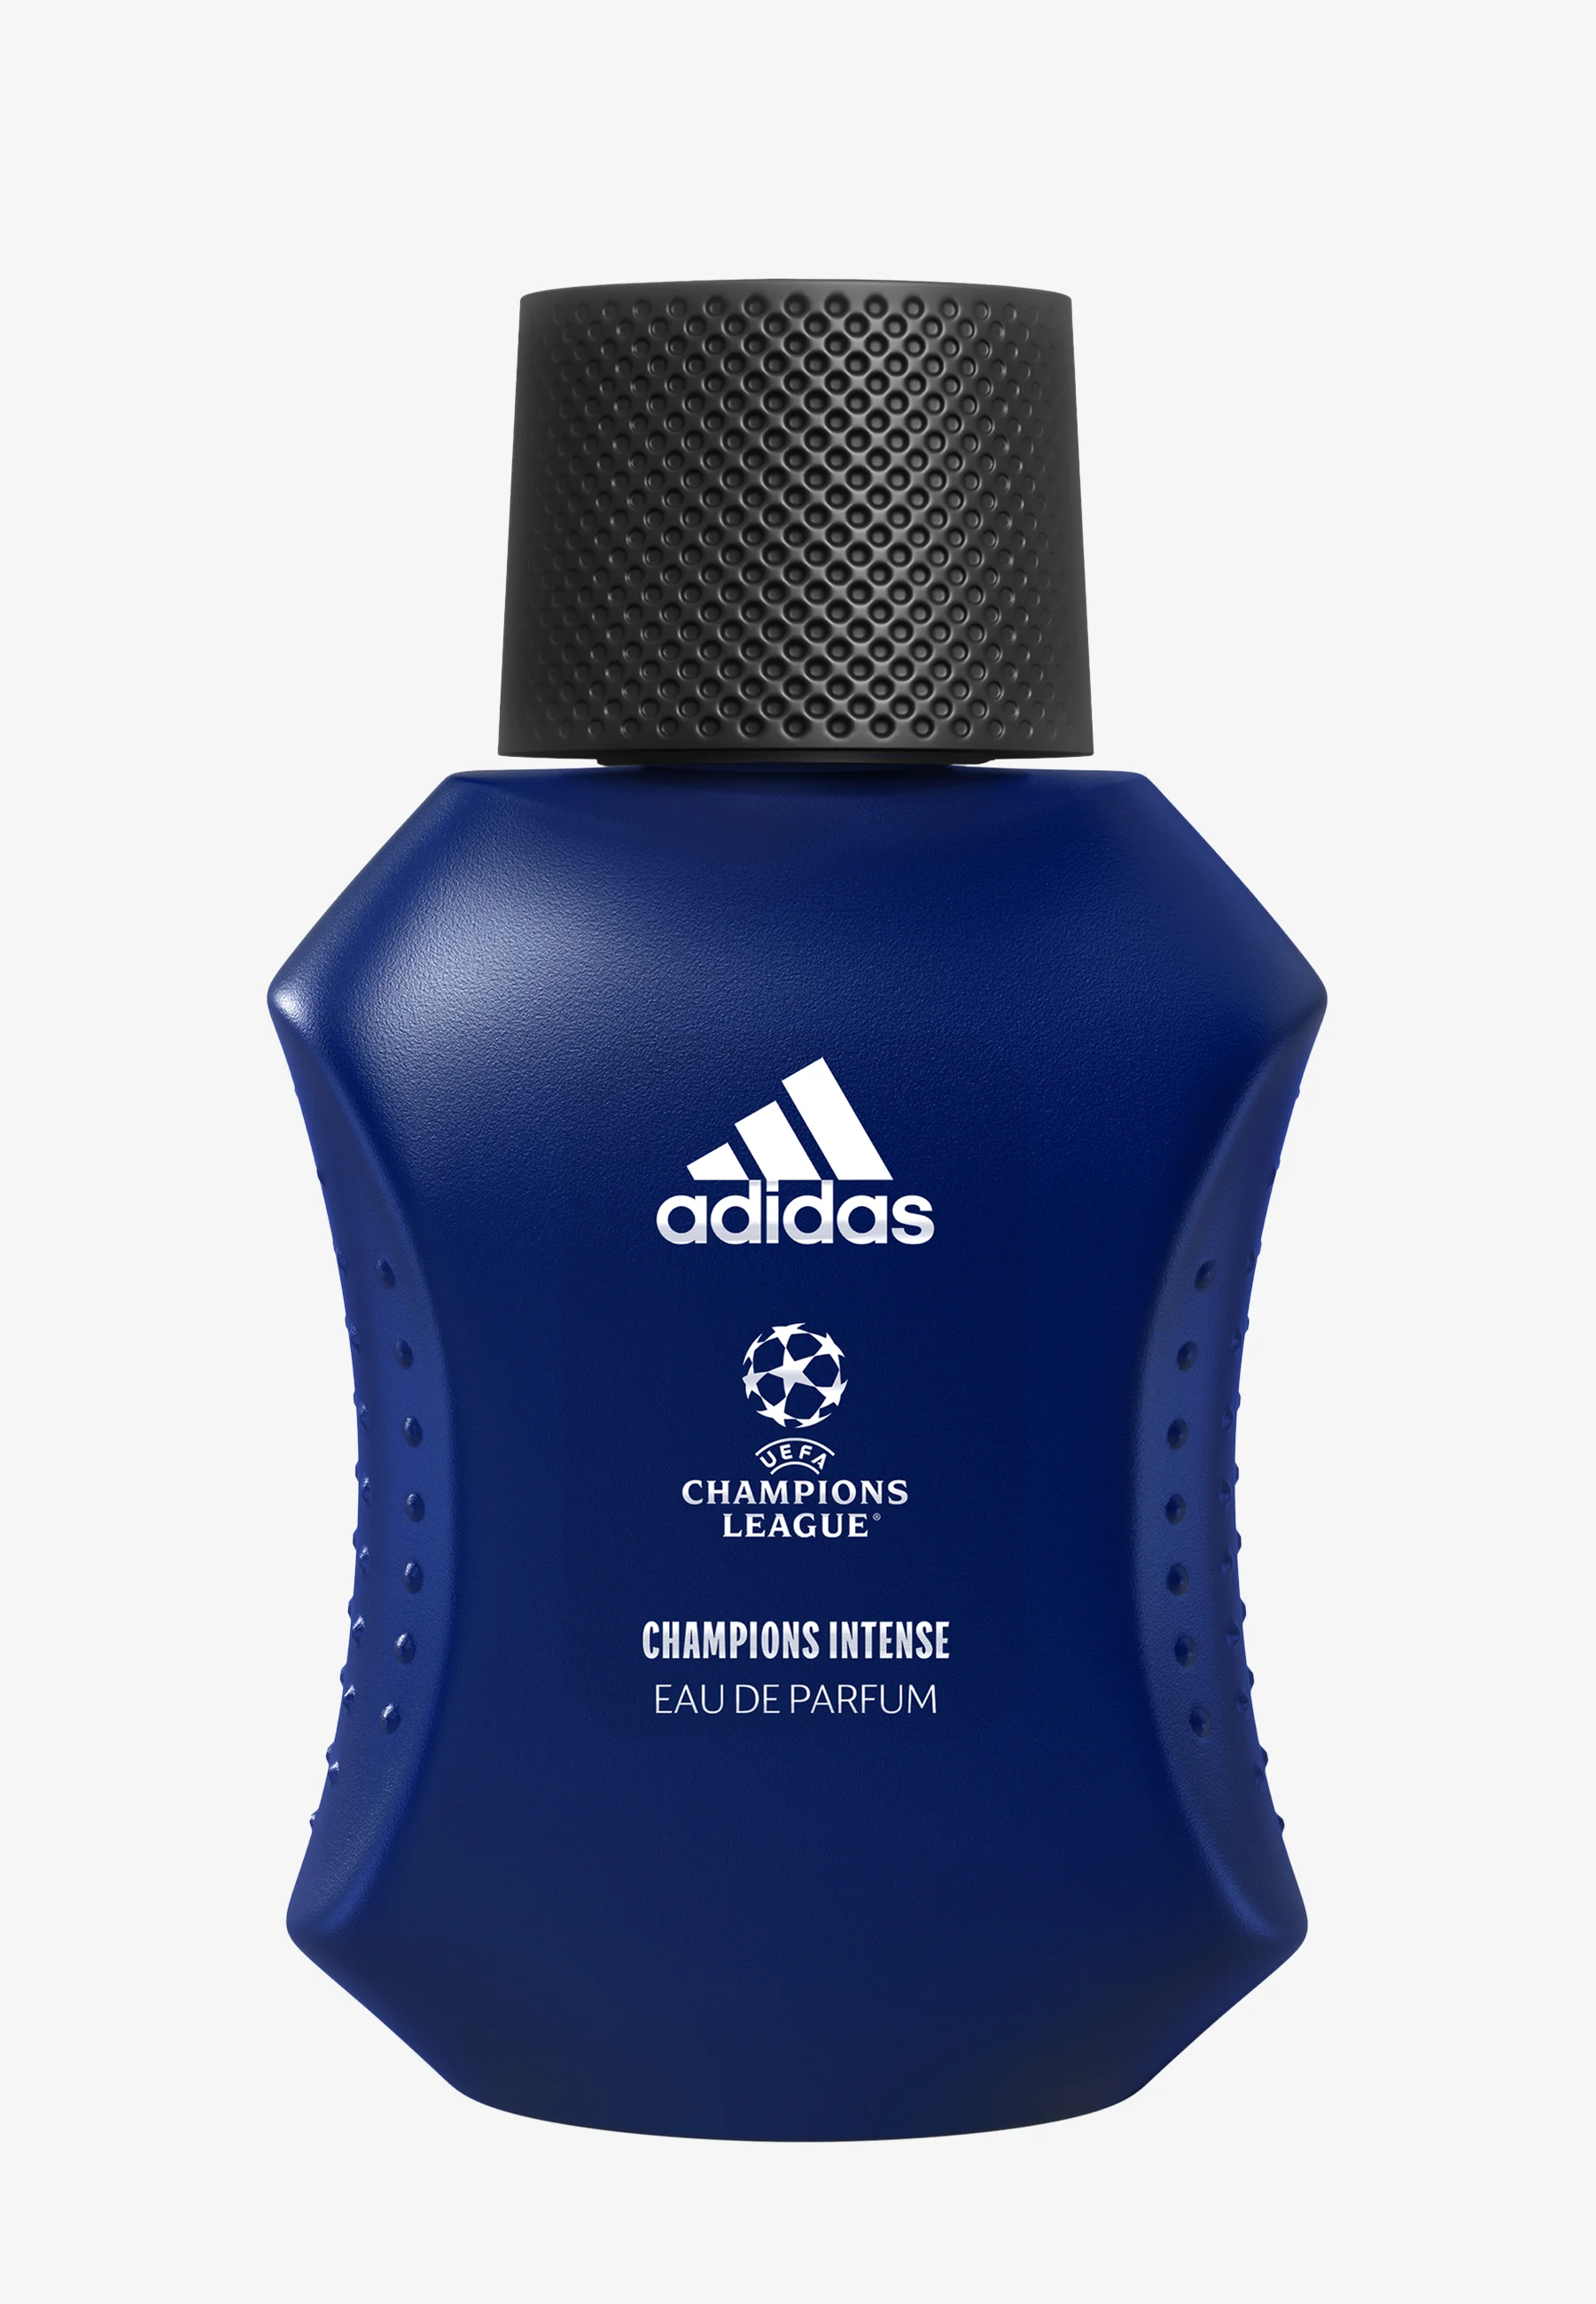 adidas
UEFA
CHAMPIONS
LEAGUE®
CHAMPIONS INTENSE
EAU DE PARFUM